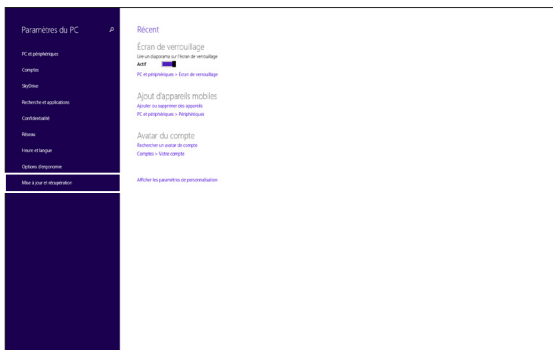 Paramètres du PC
PC et périphériques
Comptes
SkyDrive
Recherche et applications
Confidentialité
Réseau
Heure et langue
Options d'ergonomie
Mise à jour et récupération
Récent
Écran de verrouillage
Lire un diaporama sur l'écran de verrouillage
Actif
PC et périphériques > Écran de verrouillage
Ajout d'appareils mobiles
Ajouter ou supprimer des appareils
PC et périphériques > Périphériques
Avatar du compte
Rechercher un avatar de compte
Comptes > Votre compte
Afficher les paramètres de personnalisation